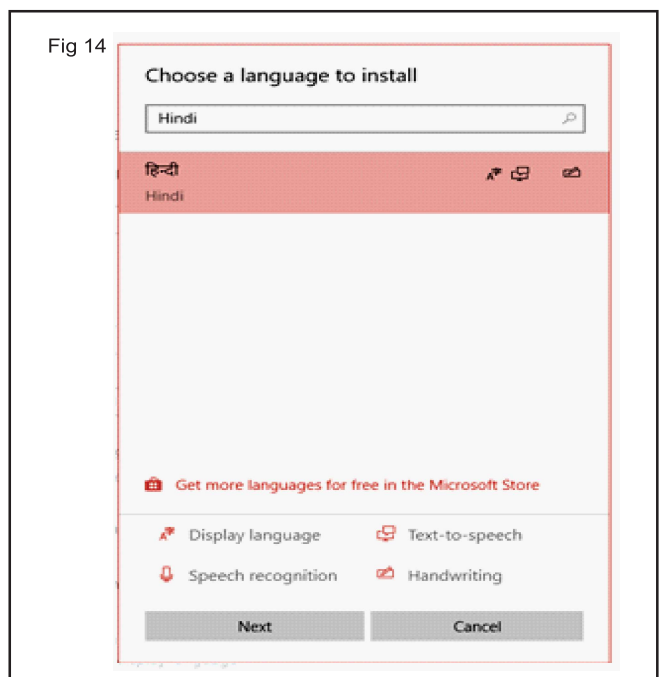 Fig 14
Choose a language to install
Hindi
हिन्दी
Hindi
Get more languages for free in the Microsoft Store
Display language
Text-to-speech
Speech recognition
Handwriting
Next
Cancel